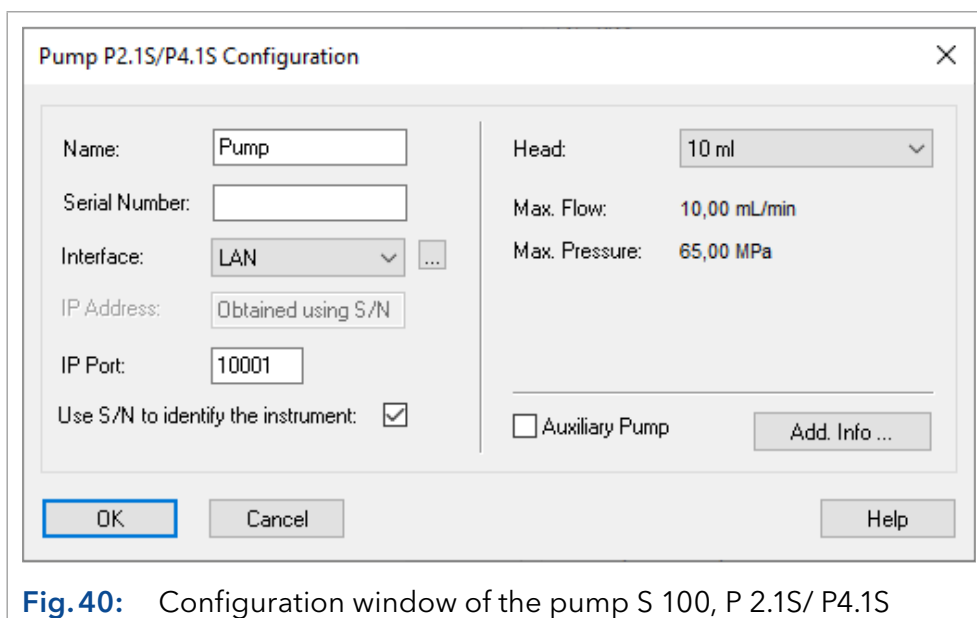 Pump P2.1S/P4.1S Configuration
Name: Pump
Serial Number:
Interface: LAN ...
IP Address: Obtained using S/N
IP Port: 10001
Use S/N to identify the instrument:
Head: 10 ml
Max. Flow: 10,00 mL/min
Max. Pressure: 65,00 MPa
Auxiliary Pump Add. Info ...
OK Cancel Help
Fig. 40: Configuration window of the pump S 100, P 2.1S/ P4.1S